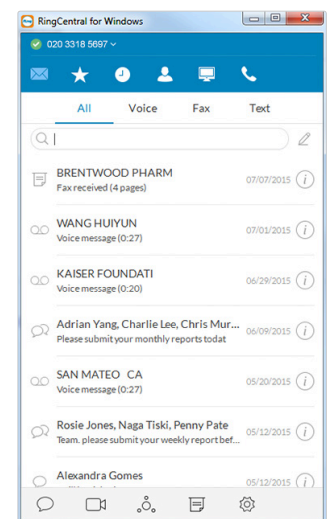 RingCentral for Windows
020 3318 5697
All Voice Fax Text
BRENTWOOD PHARM
07/07/2015
Fax received (4 pages)
WANG HUIYUN
07/01/2015
Voice message (0:27)
KAISER FOUNDATI
06/29/2015
Voice message (0:20)
Adrian Yang, Charlie Lee, Chris Mur...
06/09/2015
Please submit your monthly reports todat
SAN MATEO CA
05/20/2015
Voice message (0:27)
Rosie Jones, Naga Tiski, Penny Pate
05/12/2015
Team. please submit your weekly report bef...
Alexandra Gomes
05/12/2015